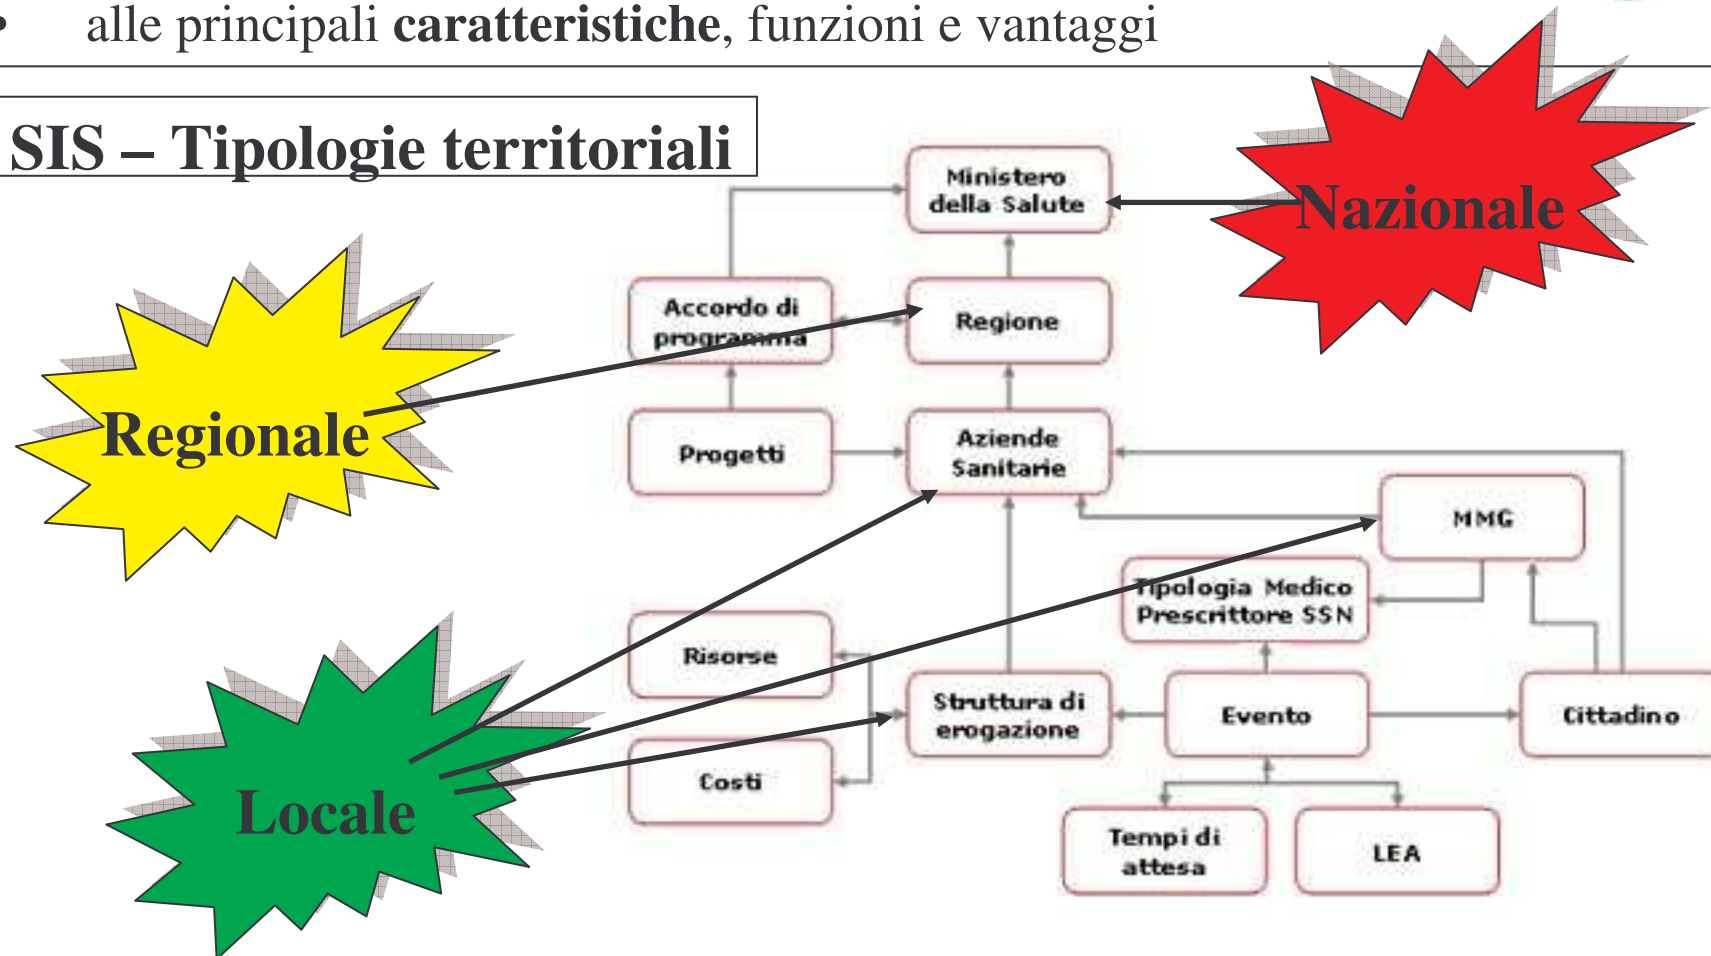 • alle principali caratteristiche, funzioni e vantaggi
SIS – Tipologie territoriali
Ministero
della Salute
Nazionale
Accordo di
programma
Regione
Regionale
Progetti
Aziende
Sanitarie
MMG
Tipologia Medico
Prescrittore SSN
Risorse
Struttura di
erogazione
Evento
Cittadino
Costi
Locale
Tempi di
attesa
LEA